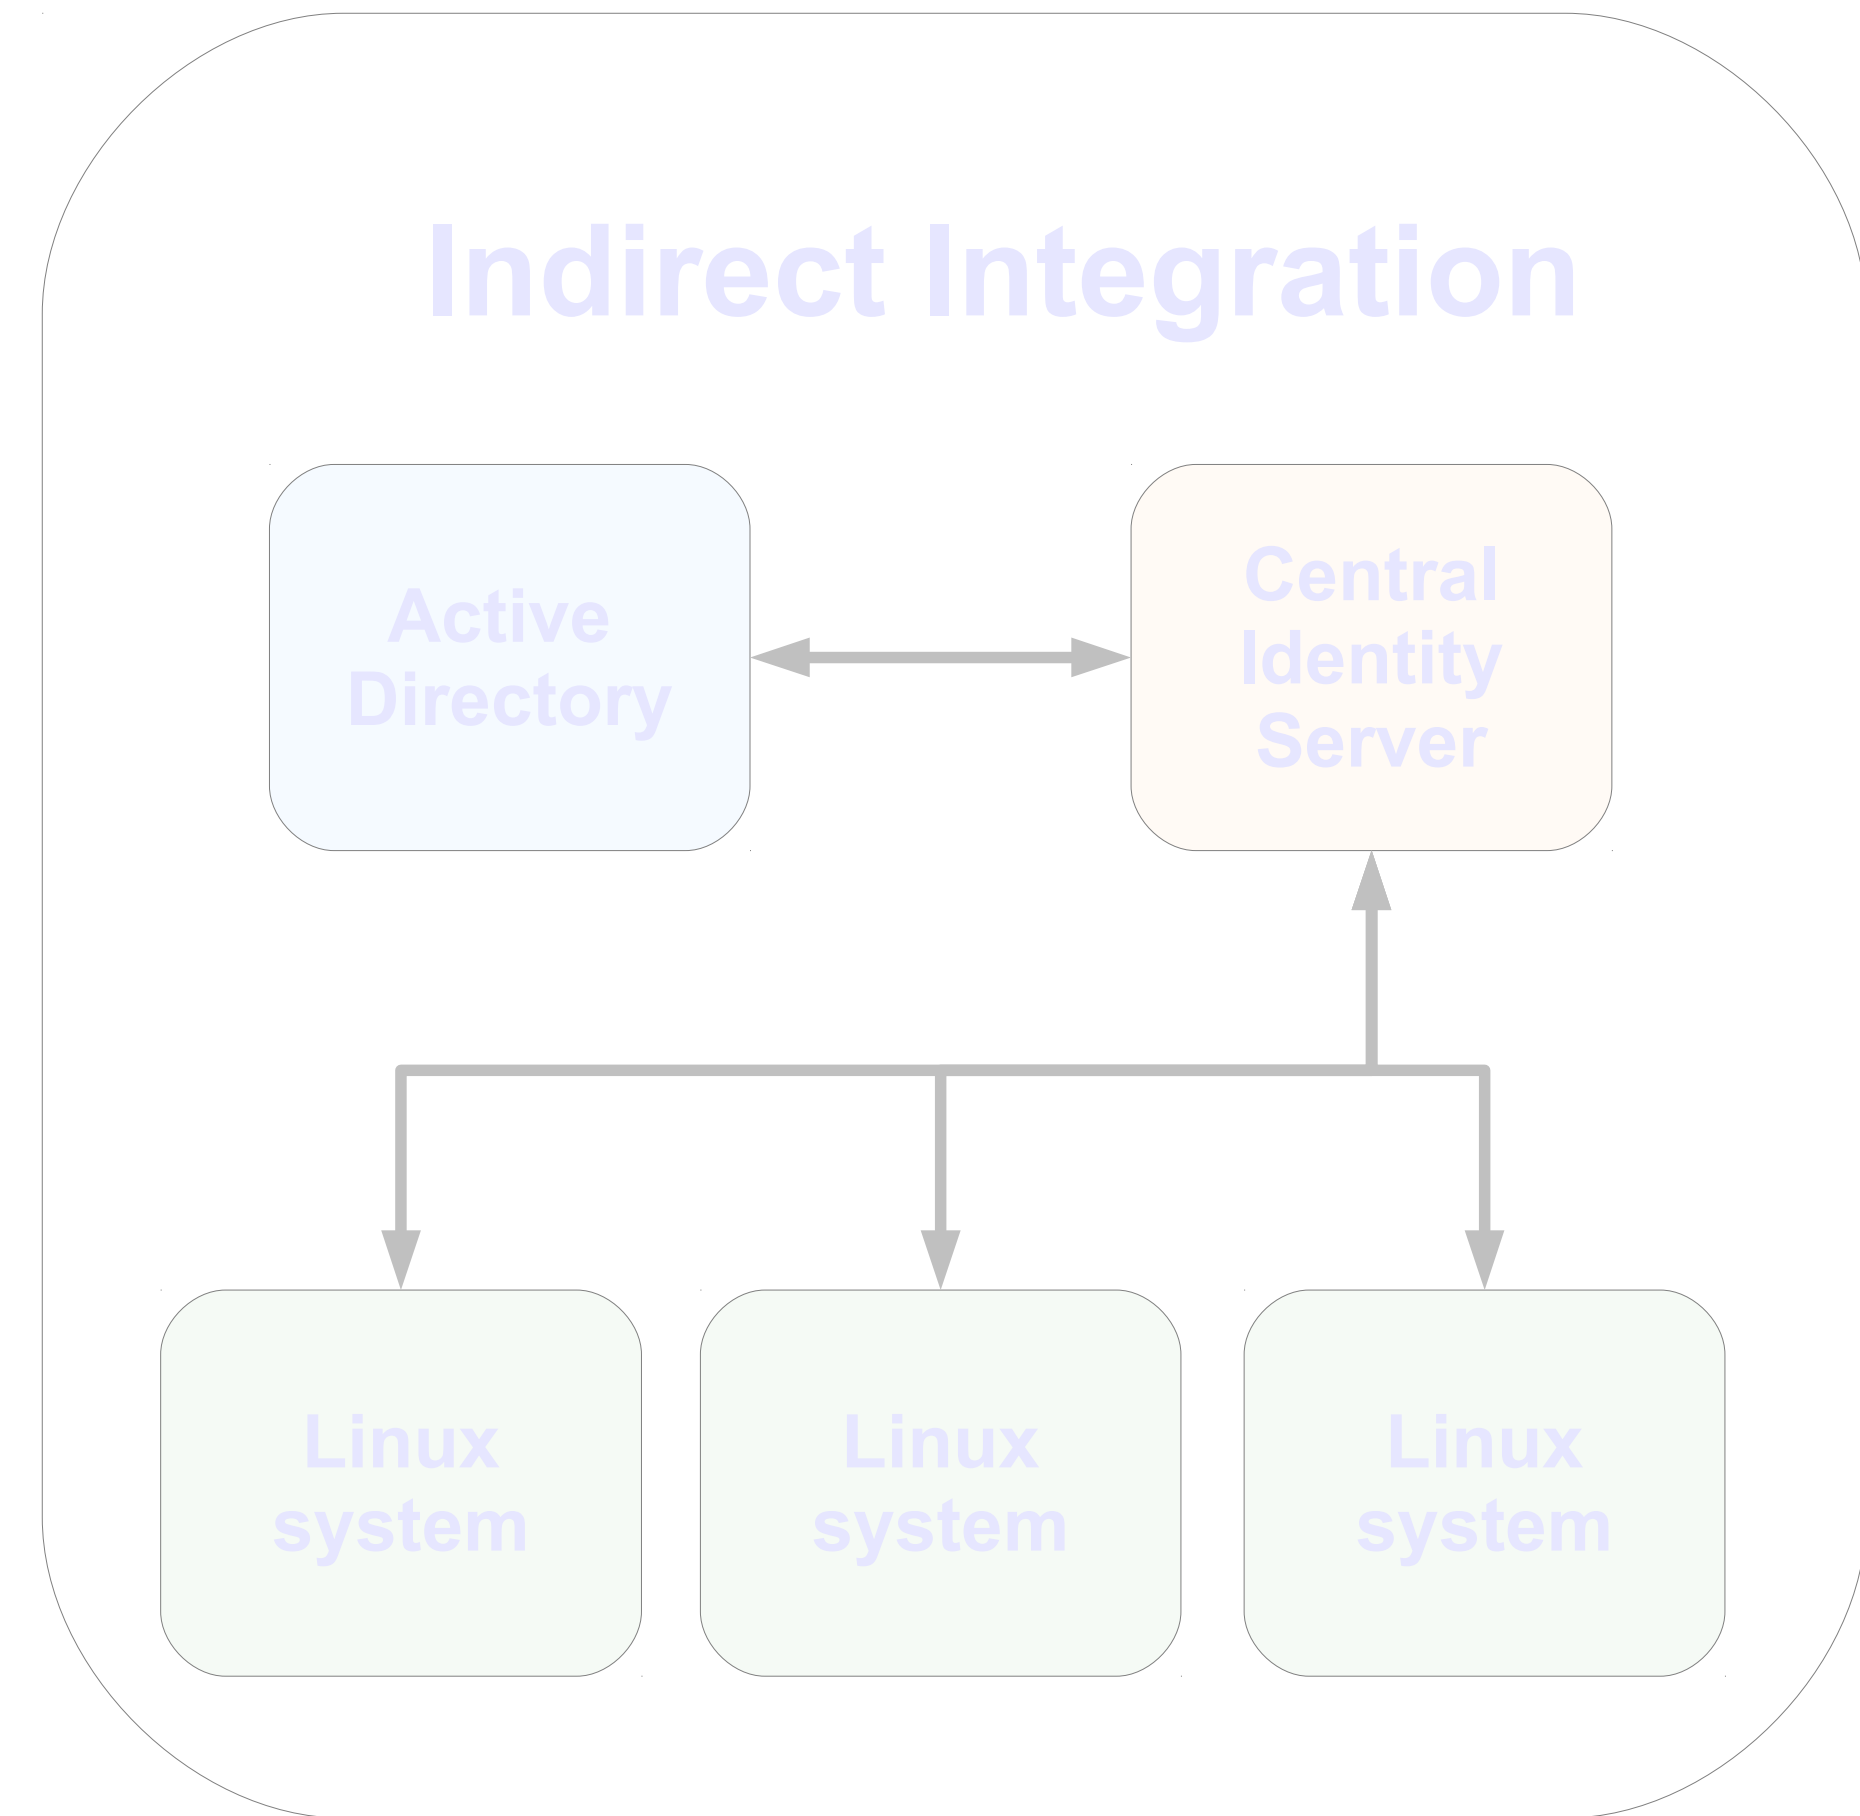 Indirect Integration
Active
Directory
Central
Identity
Server
Linux
system
Linux
system
Linux
system